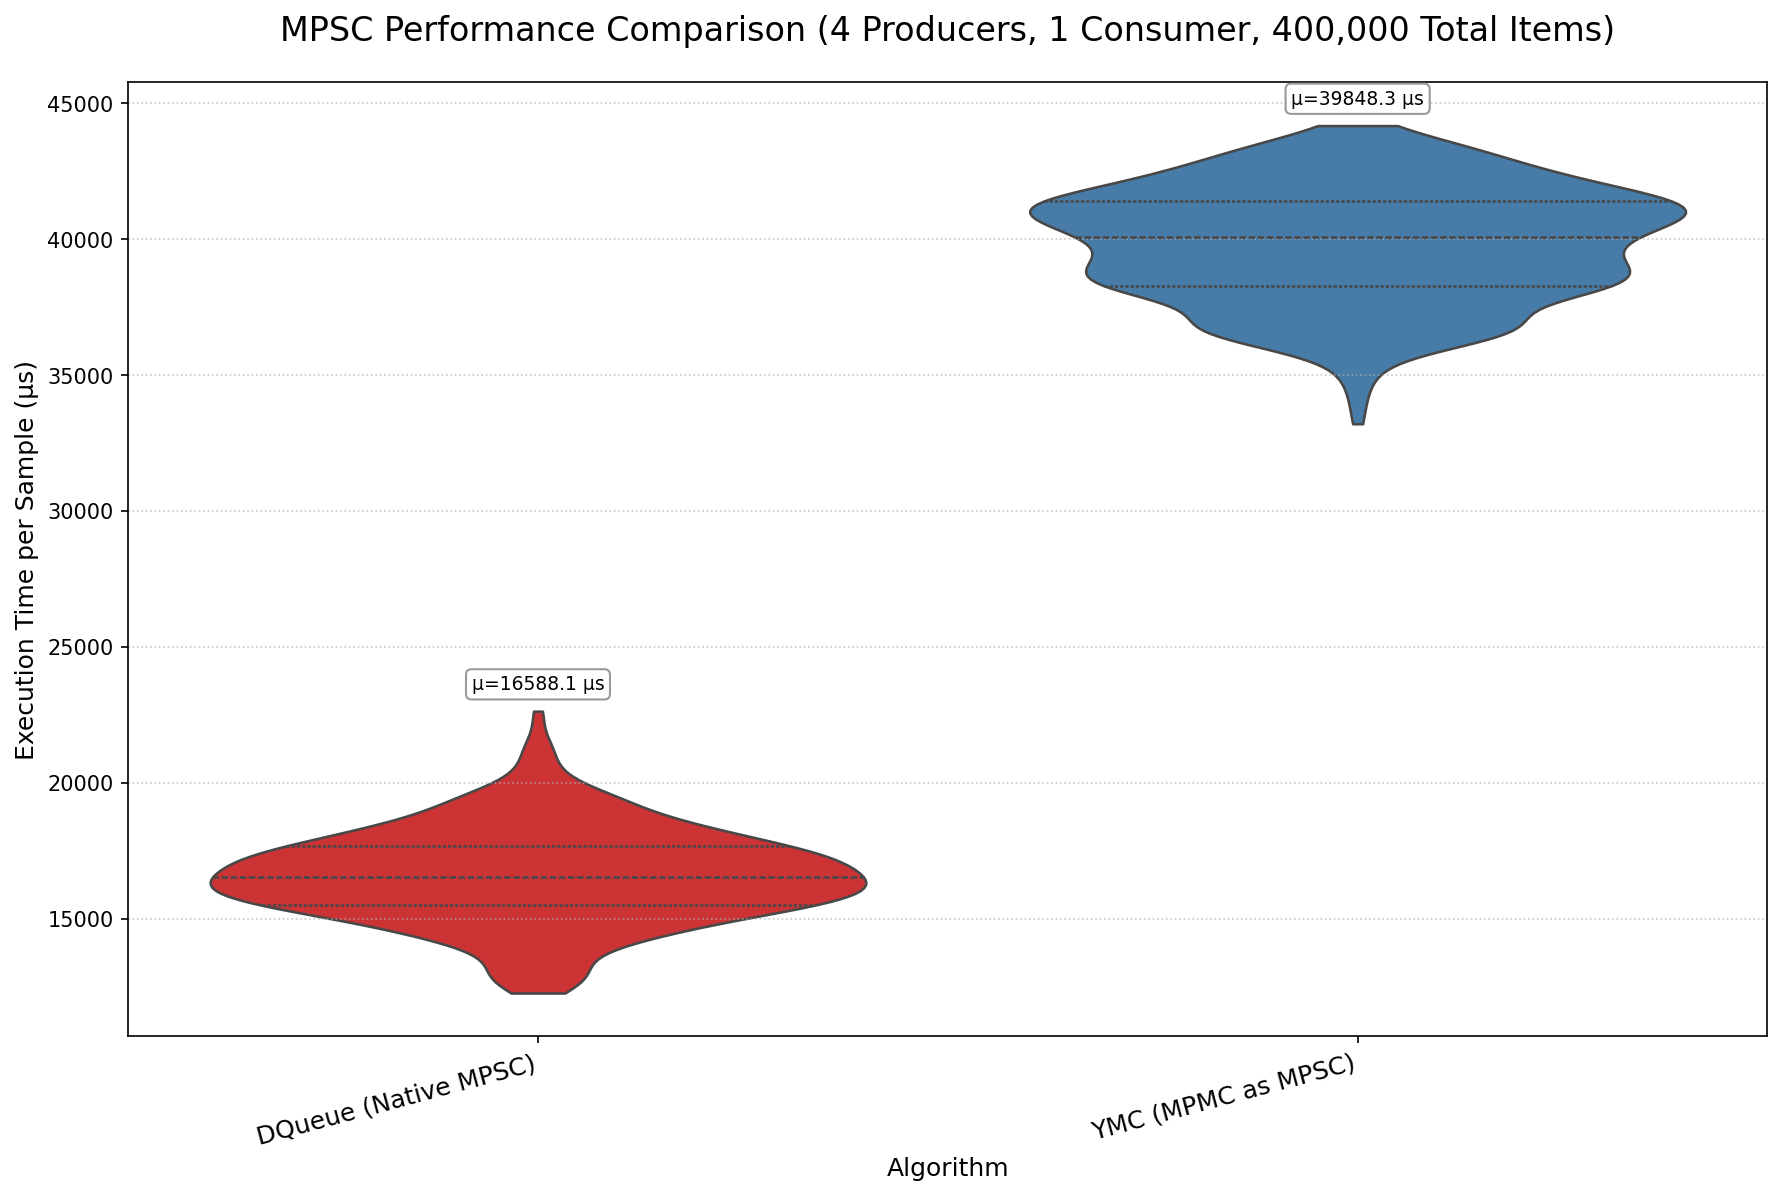 MPSC Performance Comparison (4 Producers, 1 Consumer, 400,000 Total Items)
Execution Time per Sample (µs)
45000
40000
35000
30000
25000
20000
15000
µ=39848.3 µs
µ=16588.1 µs
DQueue (Native MPSC)
YMC (MPMC as MPSC)
Algorithm